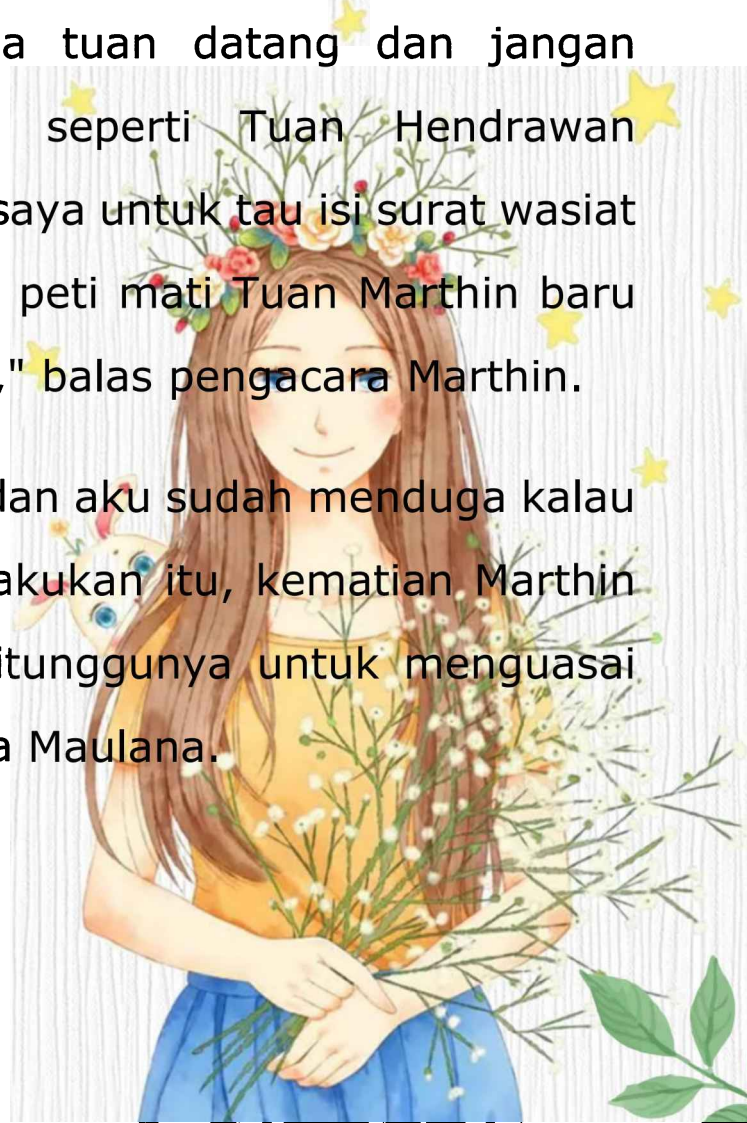 a tuan datang dan jangan
seperti Tuan Hendrawan
saya untuk tau isi surat wasiat
peti mati Tuan Marthin baru
," balas pengacara Marthin.
dan aku sudah menduga kalau
akukan itu, kematian Marthin
itunggunya untuk menguasai
a Maulana.